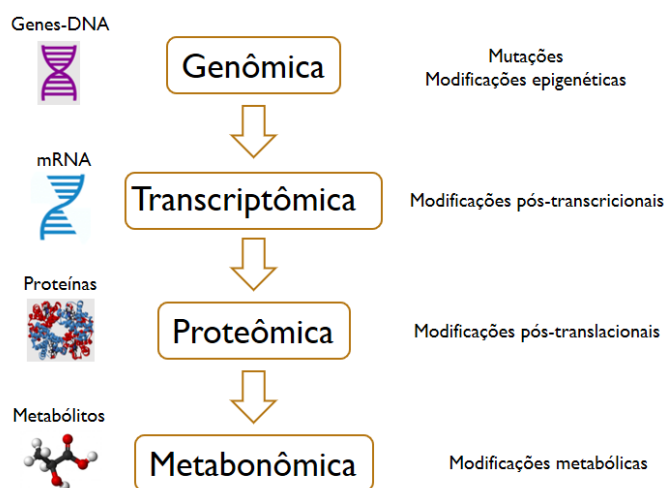 Genes-DNA
Genômica
Mutações
Modificações epigenéticas
mRNA
Transcriptômica
Modificações pós-transcricionais
Proteínas
Proteômica
Modificações pós-translacionais
Metabólitos
Metabonômica
Modificações metabólicas